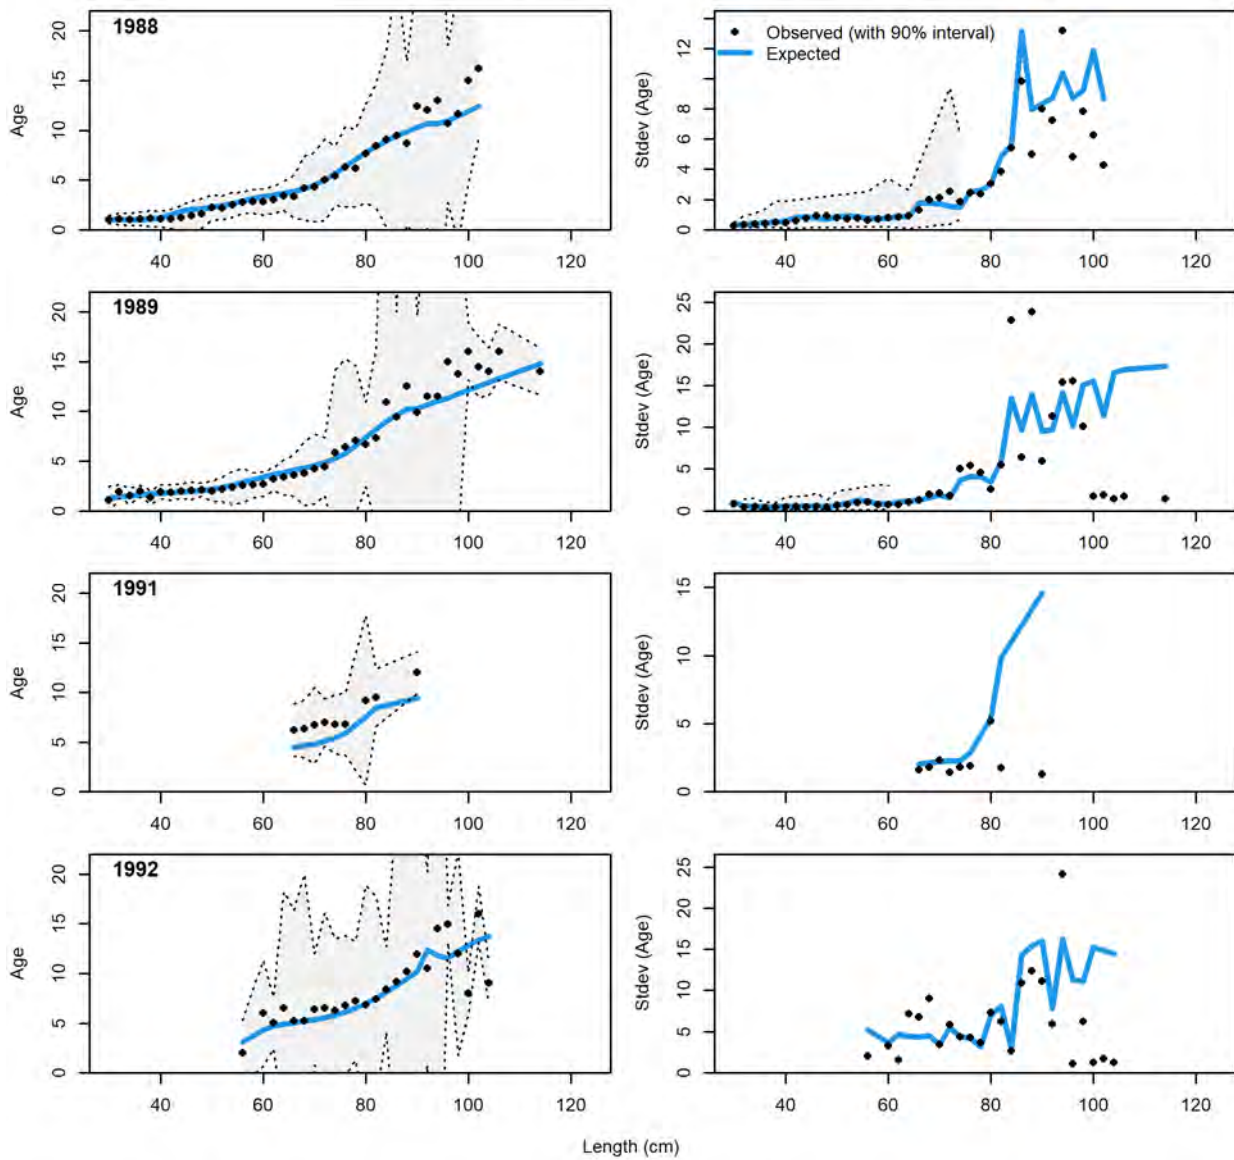 1988
Age
0 5 10 15 20
40 60 80 100 120
Observed (with 90% interval)
Expected
Stdev (Age)
0 2 4 8 12
40 60 80 100 120
1989
Age
0 5 10 15 20
40 60 80 100 120
Stdev (Age)
0 5 10 15 20 25
40 60 80 100 120
1991
Age
0 5 10 15 20
40 60 80 100 120
Stdev (Age)
0 5 10 15
40 60 80 100 120
1992
Age
0 5 10 15 20
40 60 80 100 120
Stdev (Age)
0 5 10 15 20 25
40 60 80 100 120
Length (cm)